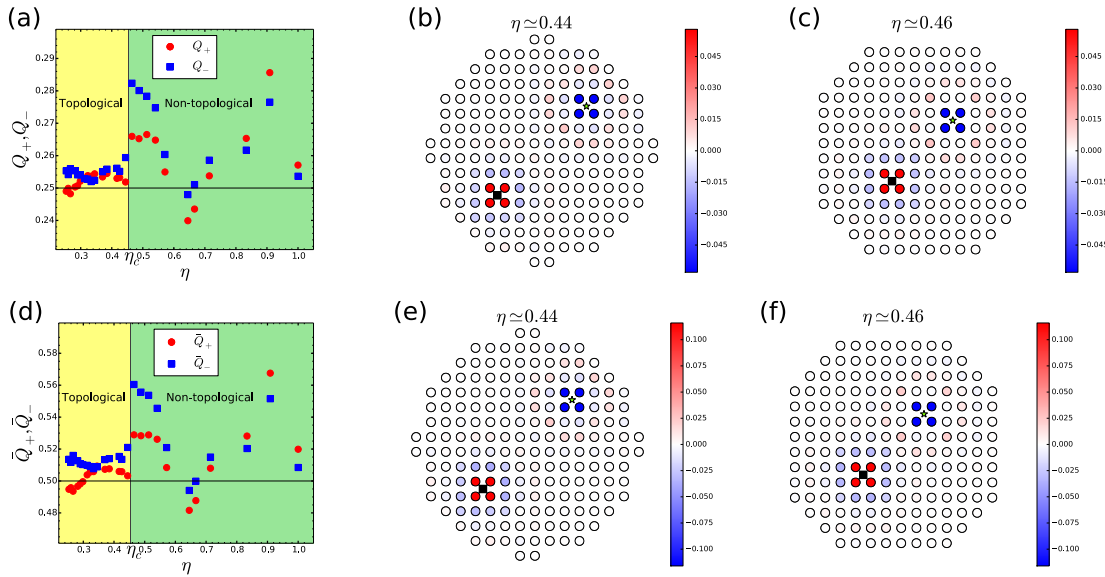 (a)
Q₊
Q₋
Topological
Non-topological
0.29
0.28
0.27
0.26
0.25
0.24
Q₊,Q₋
0.3
0.4
η_c
0.5
0.6
0.7
0.8
0.9
1.0
η
(b)
η≃0.44
0.045
0.030
0.015
0.000
−0.015
−0.030
−0.045
(c)
η≃0.46
0.045
0.030
0.015
0.000
−0.015
−0.030
−0.045
(d)
Q̄₊
Q̄₋
Topological
Non-topological
0.58
0.56
0.54
0.52
0.50
0.48
Q̄₊,Q̄₋
0.3
0.4
η_c
0.5
0.6
0.7
0.8
0.9
1.0
η
(e)
η≃0.44
0.100
0.075
0.050
0.025
0.000
−0.025
−0.050
−0.075
−0.100
(f)
η≃0.46
0.100
0.075
0.050
0.025
0.000
−0.025
−0.050
−0.075
−0.100